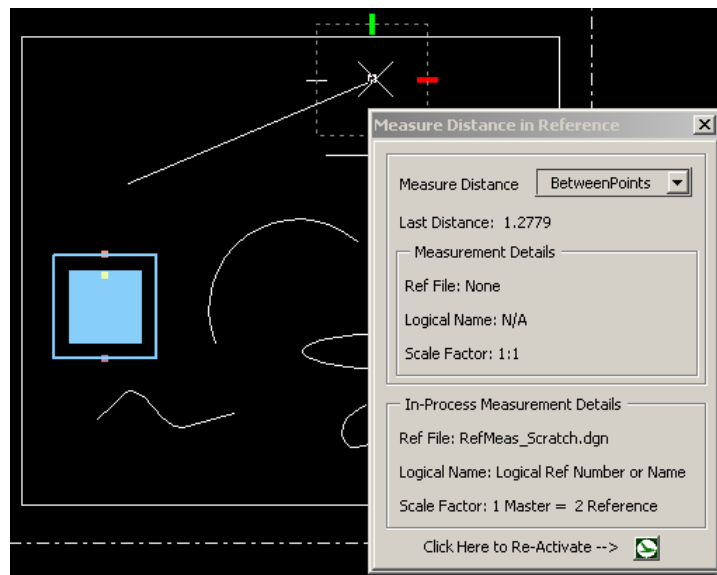 Measure Distance in Reference
Measure Distance BetweenPoints
Last Distance: 1.2779
Measurement Details
Ref File: None
Logical Name: N/A
Scale Factor: 1:1
In-Process Measurement Details
Ref File: RefMeas_Scratch.dgn
Logical Name: Logical Ref Number or Name
Scale Factor: 1 Master = 2 Reference
Click Here to Re-Activate -->